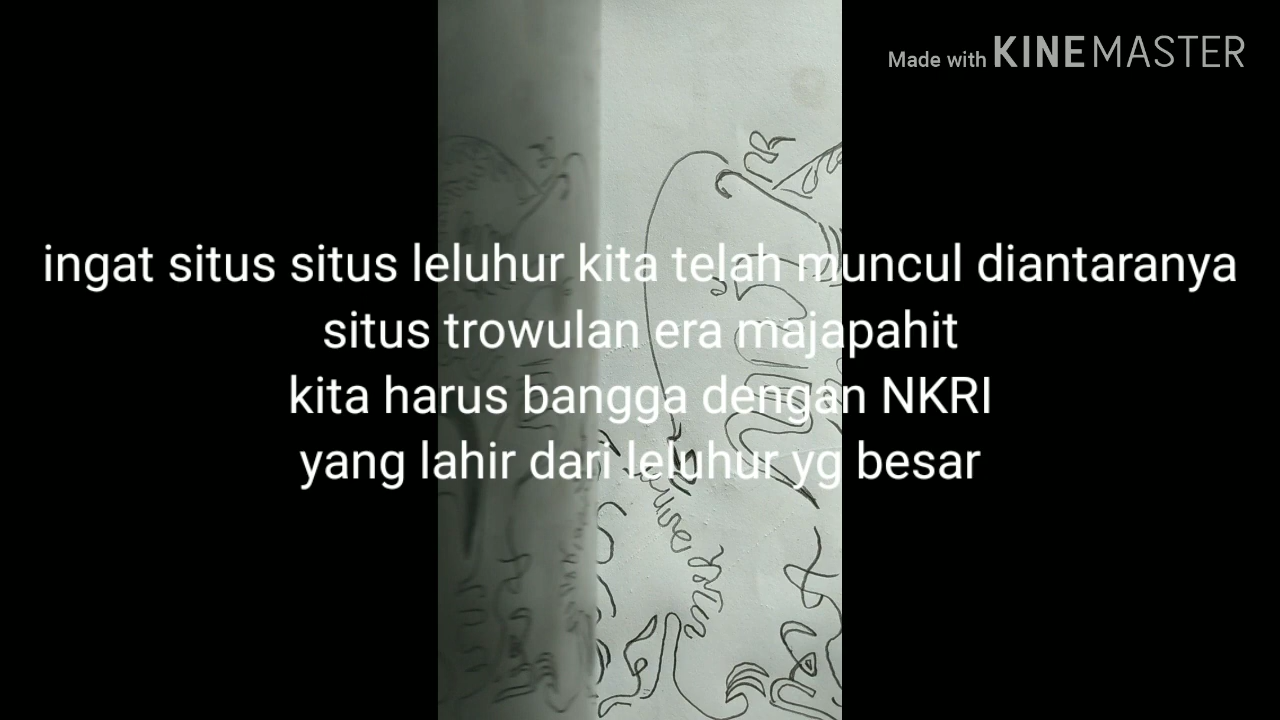 Made with KINEMASTER
ingat situs situs leluhur kita telah muncul diantaranya
situs trowulan era majapahit
kita harus bangga dengan NKRI
yang lahir dari leluhur yg besar